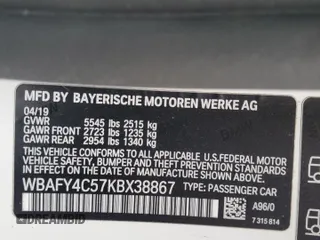 MFD BY BAYERISCHE MOTOREN WERKE AG
04/19
GVWR 5545 lbs 2515 kg
GAWR FRONT 2723 lbs 1235 kg
GAWR REAR 2954 lbs 1340 kg
THIS VEHICLE CONFORMS TO ALL APPLICABLE U.S. FEDERAL MOTOR
VEHICLE SAFETY, BUMPER, AND THEFT PREVENTION STANDARDS
IN EFFECT ON THE DATE OF MANUFACTURE SHOWN ABOVE.
WBAFY4C57KBX38867 TYPE: PASSENGER CAR
A96/0
7 315 814